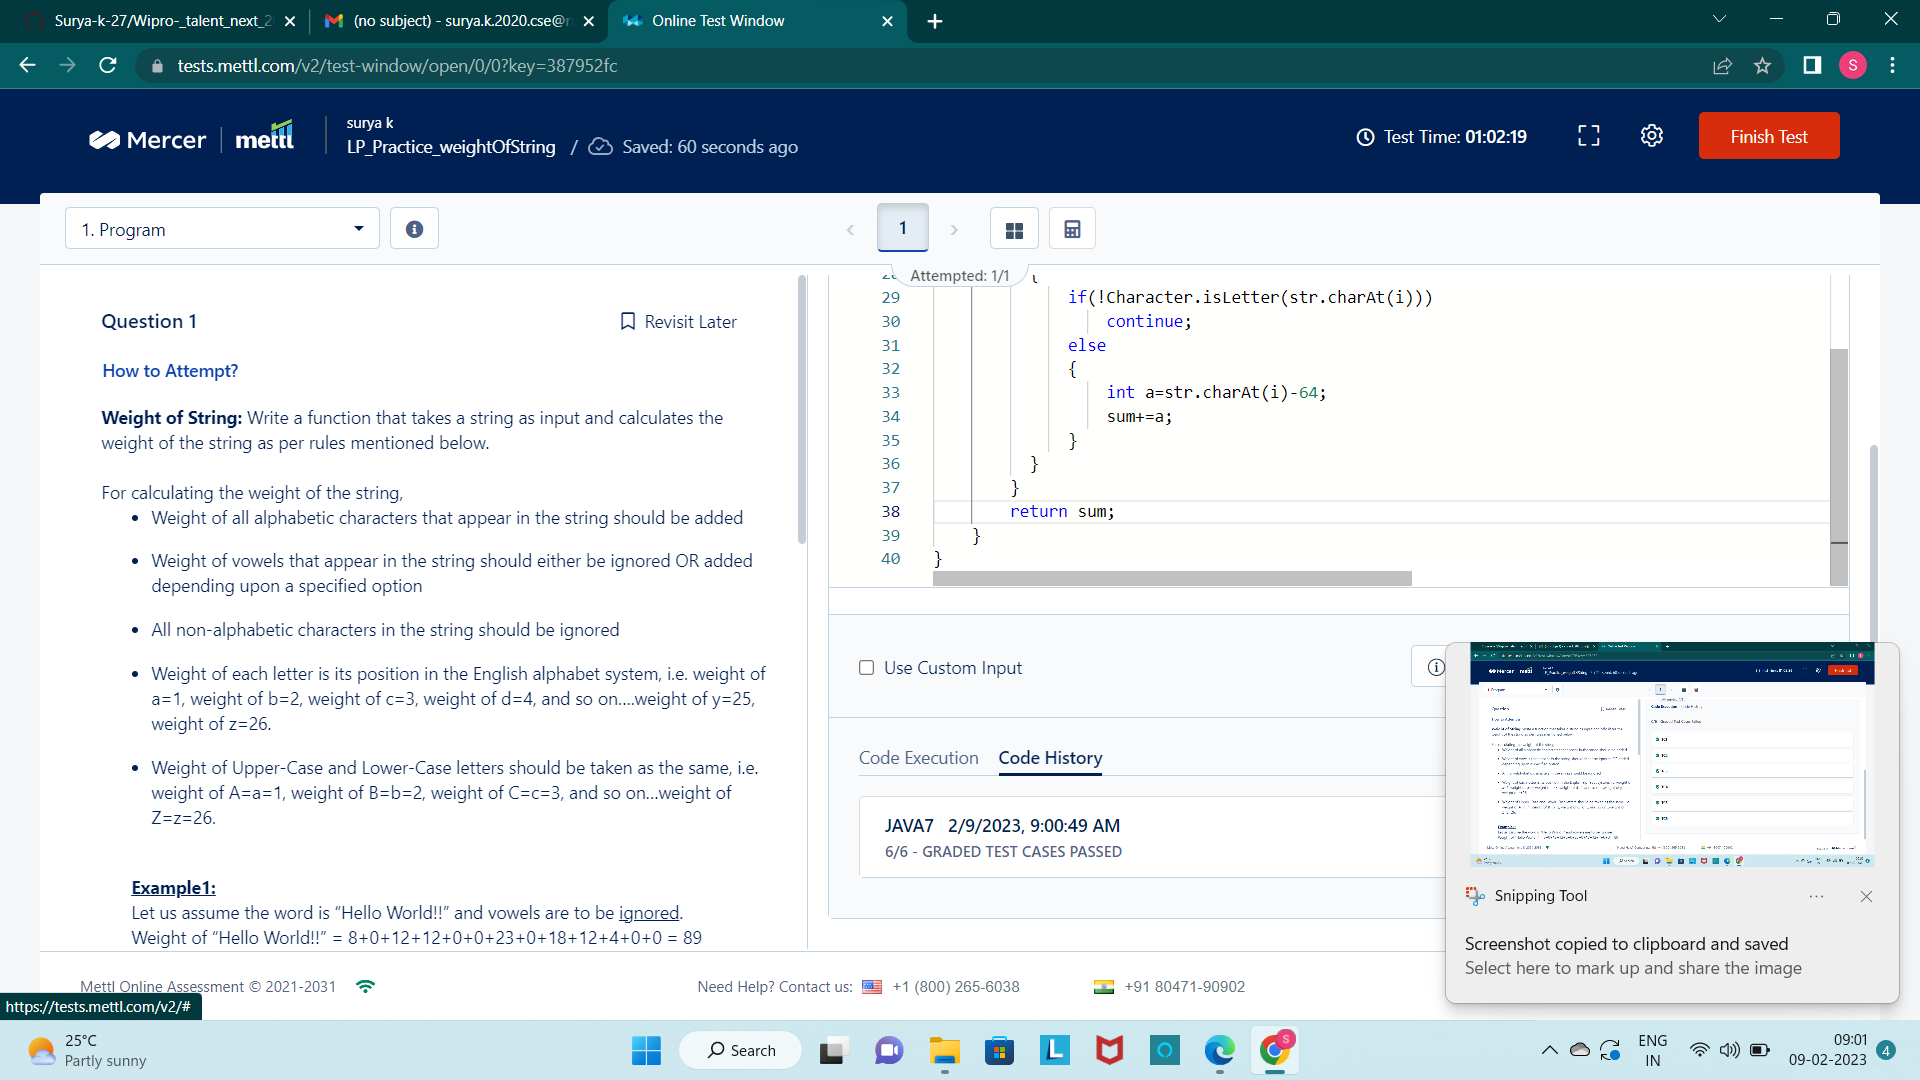 Surya-k-27/Wipro-_talent_next_2
(no subject) - surya.k.2020.cse@r
Online Test Window
tests.mettl.com/v2/test-window/open/0/0?key=387952fc
S
Mercer
mettl
surya k
LP_Practice_weightOfString / Saved: 60 seconds ago
Test Time: 01:02:19
Finish Test
1. Program
1
Attempted: 1/1
Question 1
Revisit Later
How to Attempt?
Weight of String: Write a function that takes a string as input and calculates the
weight of the string as per rules mentioned below.
For calculating the weight of the string,
• Weight of all alphabetic characters that appear in the string should be added
• Weight of vowels that appear in the string should either be ignored OR added
depending upon a specified option
• All non-alphabetic characters in the string should be ignored
• Weight of each letter is its position in the English alphabet system, i.e. weight of
a=1, weight of b=2, weight of c=3, weight of d=4, and so on....weight of y=25,
weight of z=26.
• Weight of Upper-Case and Lower-Case letters should be taken as the same, i.e.
weight of A=a=1, weight of B=b=2, weight of C=c=3, and so on...weight of
Z=z=26.
Example1:
Let us assume the word is “Hello World!!” and vowels are to be ignored.
Weight of “Hello World!!” = 8+0+12+12+0+0+23+0+18+12+4+0+0 = 89
29 if(!Character.isLetter(str.charAt(i)))
30 continue;
31 else
32 {
33 int a=str.charAt(i)-64;
34 sum+=a;
35 }
36 }
37 }
38 return sum;
39 }
40 }
Use Custom Input
Code Execution
Code History
JAVA7 2/9/2023, 9:00:49 AM
6/6 - GRADED TEST CASES PASSED
Snipping Tool
Screenshot copied to clipboard and saved
Select here to mark up and share the image
Mettl Online Assessment © 2021-2031
Need Help? Contact us:
+1 (800) 265-6038
+91 80471-90902
https://tests.mettl.com/v2/#
25°C
Partly sunny
Search
S
ENG
IN
09:01
09-02-2023
4